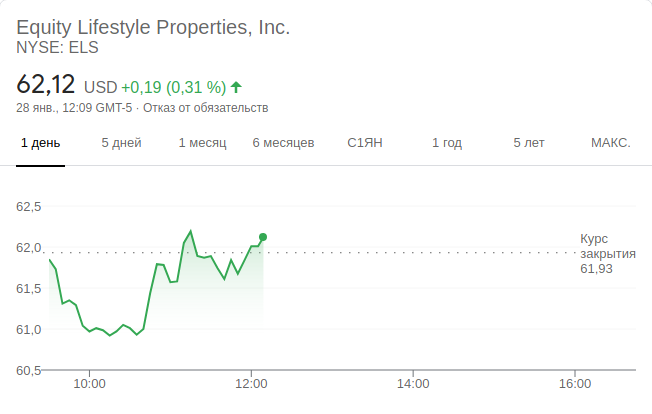 Equity Lifestyle Properties, Inc.
NYSE: ELS
62,12 USD +0,19 (0,31 %)
28 янв., 12:09 GMT-5 · Отказ от обязательств
1 день 5 дней 1 месяц 6 месяцев С1ЯН 1 год 5 лет МАКС.
62,5
Курс
62,0 закрытия
61,93
61,5
61,0
60,5
10:00 12:00 14:00 16:00